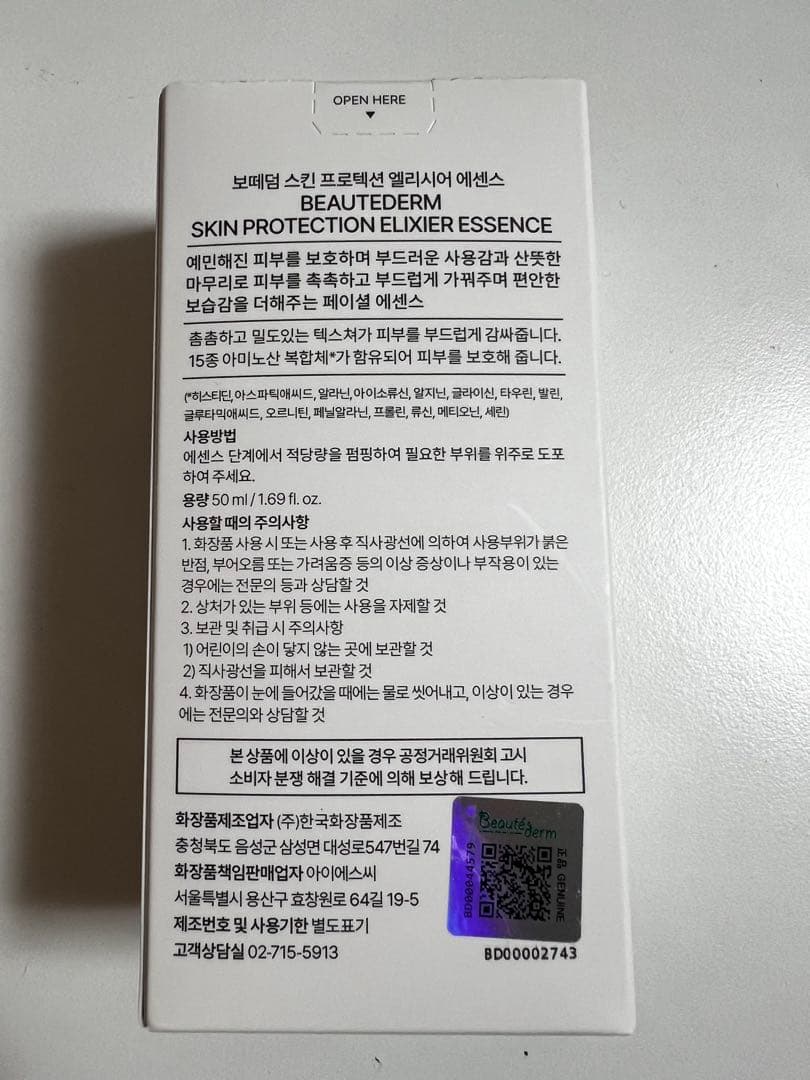 OPEN HERE
보떼덤 스킨 프로텍션 엘리시어 에센스
BEAUTEDERM
SKIN PROTECTION ELIXIER ESSENCE
예민해진 피부를 보호하며 부드러운 사용감과 산뜻한
마무리로 피부를 촉촉하고 부드럽게 가꿔주며 편안한
보습감을 더해주는 페이셜 에센스
촘촘하고 밀도있는 텍스쳐가 피부를 부드럽게 감싸줍니다.
15종 아미노산 복합체*가 함유되어 피부를 보호해 줍니다.
(*히스티딘, 아스파틱애씨드, 알라닌, 아이소류신, 알지닌, 글라이신, 타우린, 발린,
글루타믹애씨드, 오르니틴, 페닐알라닌, 프롤린, 류신, 메티오닌, 세린)
사용방법
에센스 단계에서 적당량을 펌핑하여 필요한 부위를 위주로 도포
하여 주세요.
용량 50 ml / 1.69 fl. oz.
사용할 때의 주의사항
1. 화장품 사용 시 또는 사용 후 직사광선에 의하여 사용부위가 붉은
반점, 부어오름 또는 가려움증 등의 이상 증상이나 부작용이 있는
경우에는 전문의 등과 상담할 것
2. 상처가 있는 부위 등에는 사용을 자제할 것
3. 보관 및 취급 시 주의사항
1) 어린이의 손이 닿지 않는 곳에 보관할 것
2) 직사광선을 피해서 보관할 것
4. 화장품이 눈에 들어갔을 때에는 물로 씻어내고, 이상이 있는 경우
에는 전문의와 상담할 것
본 상품에 이상이 있을 경우 공정거래위원회 고시
소비자 분쟁 해결 기준에 의해 보상해 드립니다.
화장품제조업자 (주)한국화장품제조
충청북도 음성군 삼성면 대성로547번길 74
화장품책임판매업자 아이에스씨
서울특별시 용산구 효창원로 64길 19-5
제조번호 및 사용기한 별도표기
고객상담실 02-715-5913
Beauté
derm
BD00044579
正品 GENUINE
BD00002743